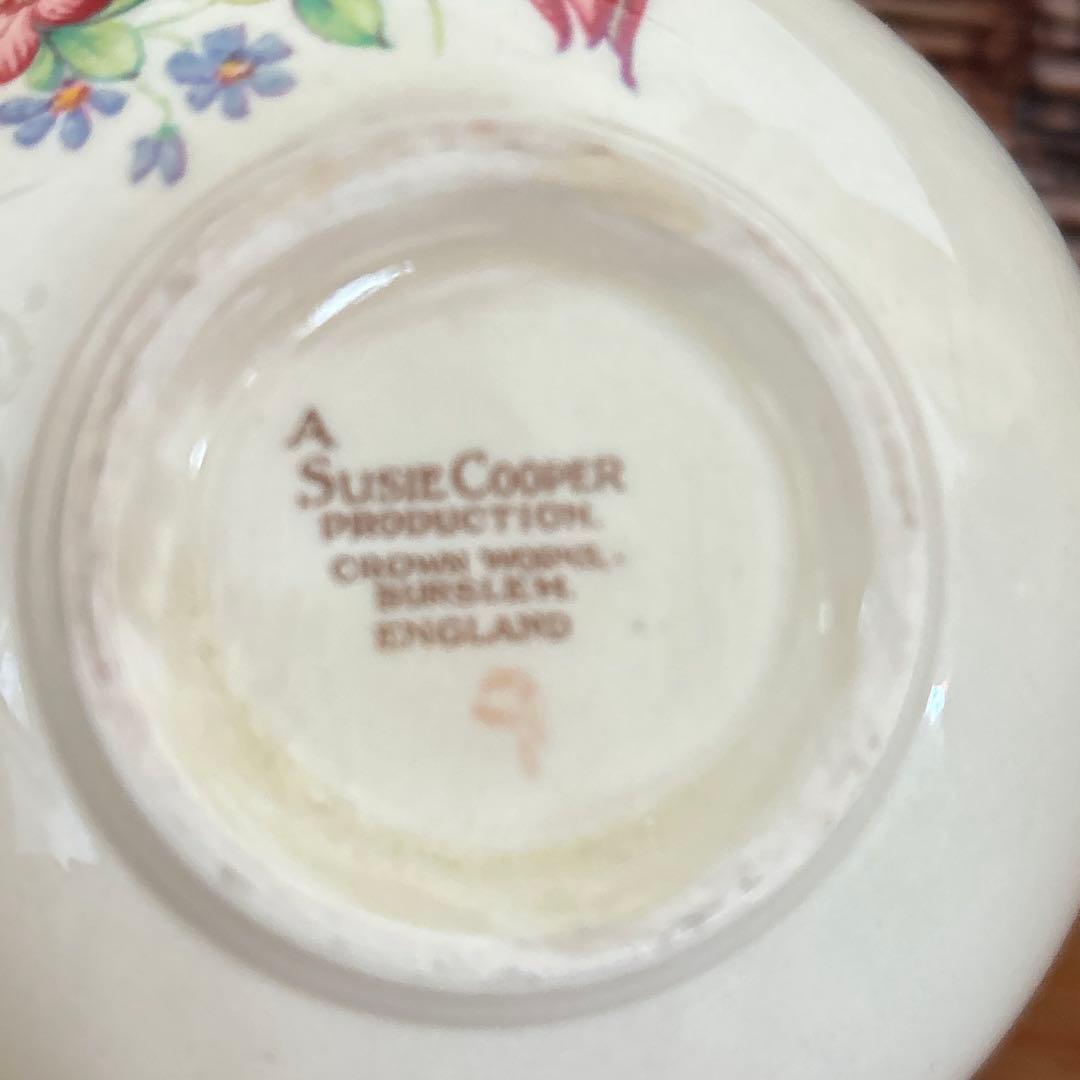 A
SUSIE COOPER
PRODUCTION.
CROWN WORKS,
BURSLEM.
ENGLAND